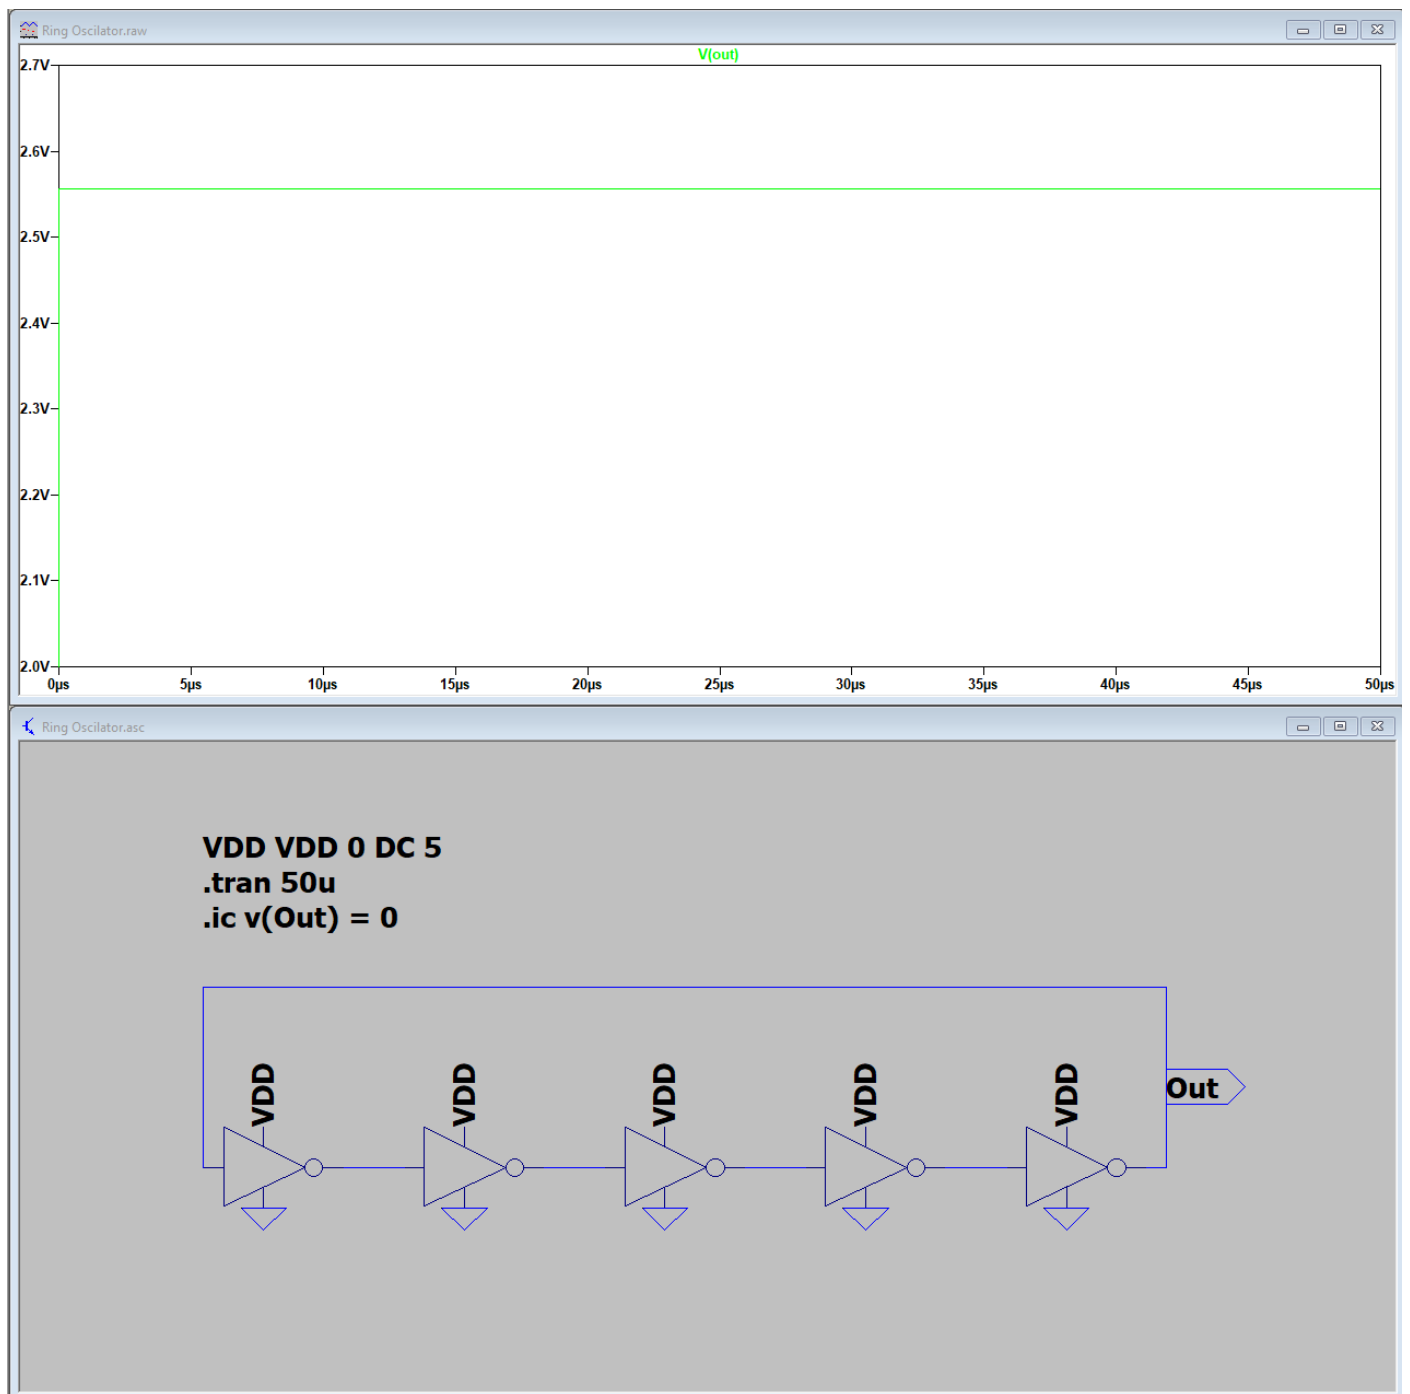 Ring Oscilator.raw
V(out)
2.7V
2.6V
2.5V
2.4V
2.3V
2.2V
2.1V
2.0V
0µs 5µs 10µs 15µs 20µs 25µs 30µs 35µs 40µs 45µs 50µs
Ring Oscilator.asc
VDD VDD 0 DC 5
.tran 50u
.ic v(Out) = 0
VDD VDD VDD VDD VDD
Out